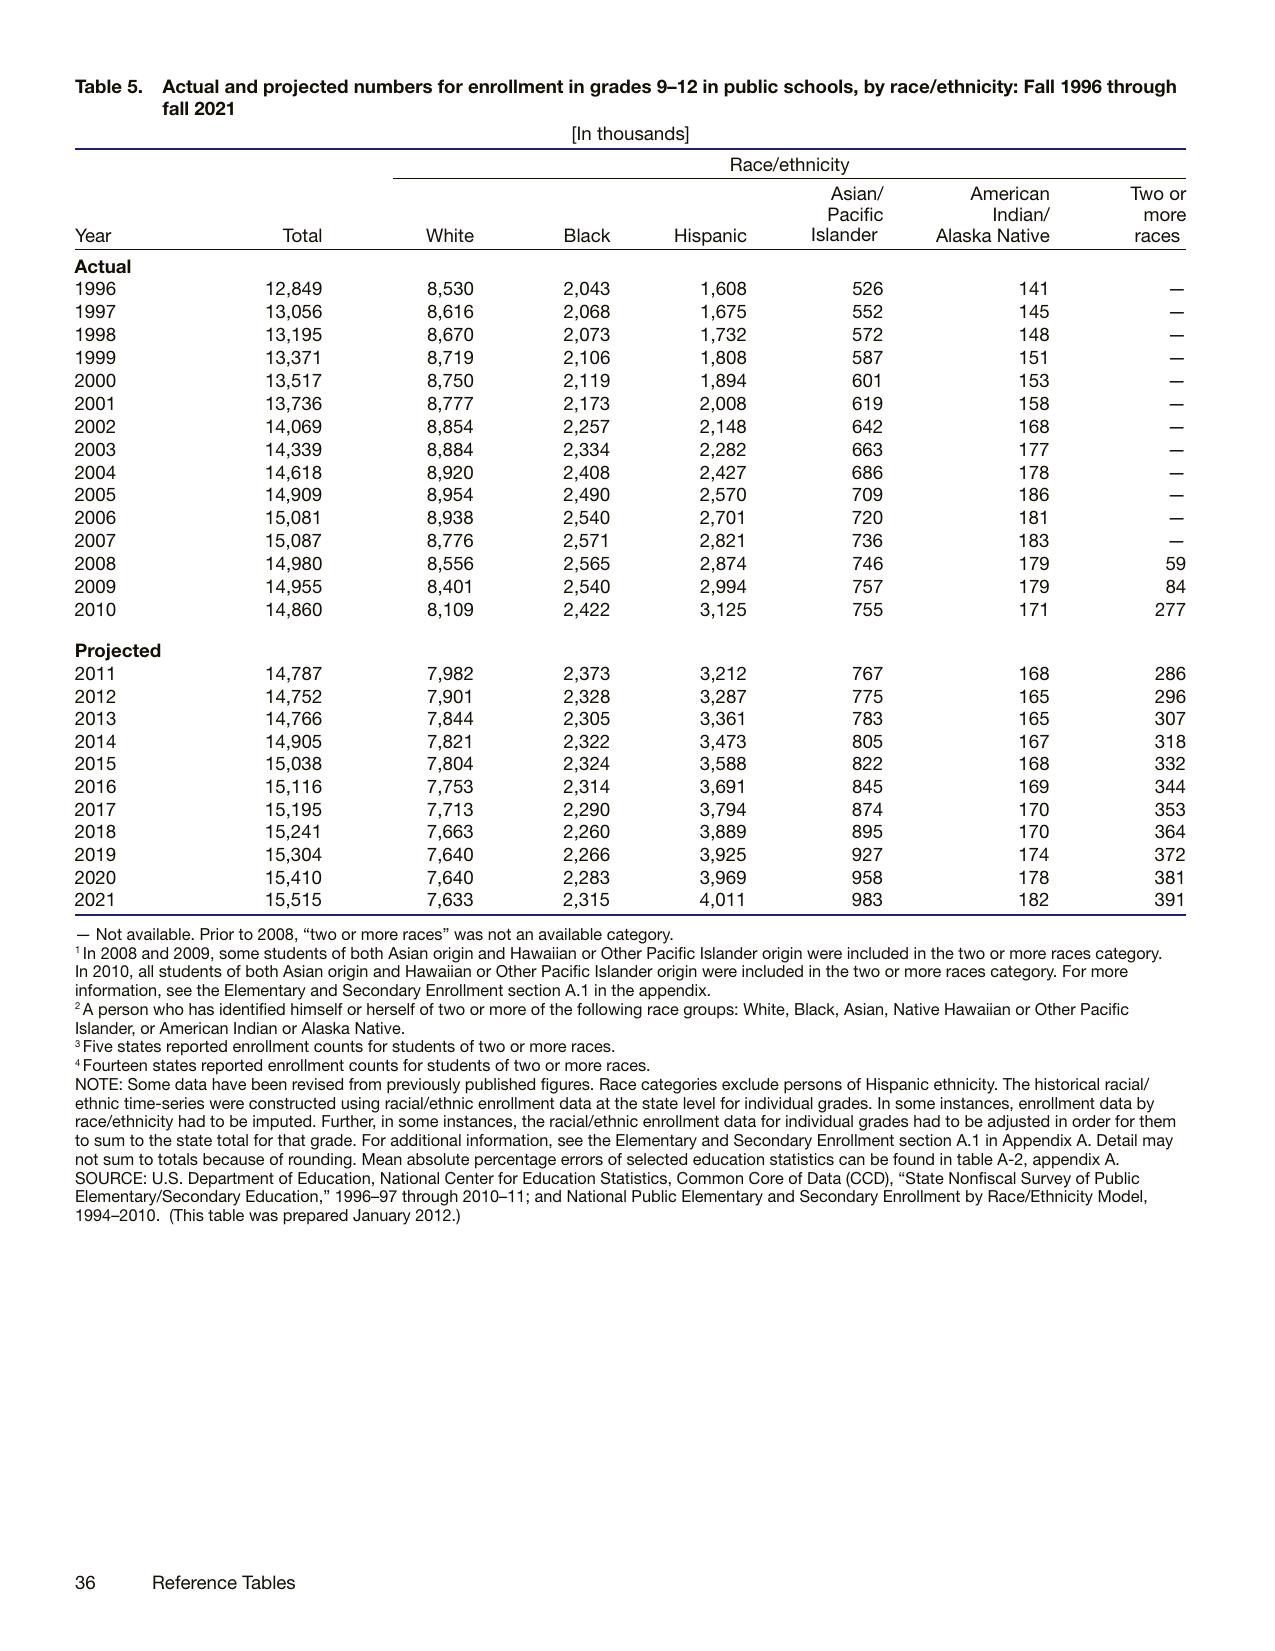 Table 5. Actual and projected numbers for enrollment in grades 9–12 in public schools, by race/ethnicity: Fall 1996 through
fall 2021
[In thousands]
Race/ethnicity
Year Total White Black Hispanic Asian/ Pacific Islander American Indian/ Alaska Native Two or more races
Actual
1996 12,849 8,530 2,043 1,608 526 141 —
1997 13,056 8,616 2,068 1,675 552 145 —
1998 13,195 8,670 2,073 1,732 572 148 —
1999 13,371 8,719 2,106 1,808 587 151 —
2000 13,517 8,750 2,119 1,894 601 153 —
2001 13,736 8,777 2,173 2,008 619 158 —
2002 14,069 8,854 2,257 2,148 642 168 —
2003 14,339 8,884 2,334 2,282 663 177 —
2004 14,618 8,920 2,408 2,427 686 178 —
2005 14,909 8,954 2,490 2,570 709 186 —
2006 15,081 8,938 2,540 2,701 720 181 —
2007 15,087 8,776 2,571 2,821 736 183 —
2008 14,980 8,556 2,565 2,874 746 179 59
2009 14,955 8,401 2,540 2,994 757 179 84
2010 14,860 8,109 2,422 3,125 755 171 277
Projected
2011 14,787 7,982 2,373 3,212 767 168 286
2012 14,752 7,901 2,328 3,287 775 165 296
2013 14,766 7,844 2,305 3,361 783 165 307
2014 14,905 7,821 2,322 3,473 805 167 318
2015 15,038 7,804 2,324 3,588 822 168 332
2016 15,116 7,753 2,314 3,691 845 169 344
2017 15,195 7,713 2,290 3,794 874 170 353
2018 15,241 7,663 2,260 3,889 895 170 364
2019 15,304 7,640 2,266 3,925 927 174 372
2020 15,410 7,640 2,283 3,969 958 178 381
2021 15,515 7,633 2,315 4,011 983 182 391
— Not available. Prior to 2008, “two or more races” was not an available category.
1 In 2008 and 2009, some students of both Asian origin and Hawaiian or Other Pacific Islander origin were included in the two or more races category.
In 2010, all students of both Asian origin and Hawaiian or Other Pacific Islander origin were included in the two or more races category. For more
information, see the Elementary and Secondary Enrollment section A.1 in the appendix.
2 A person who has identified himself or herself of two or more of the following race groups: White, Black, Asian, Native Hawaiian or Other Pacific
Islander, or American Indian or Alaska Native.
3 Five states reported enrollment counts for students of two or more races.
4 Fourteen states reported enrollment counts for students of two or more races.
NOTE: Some data have been revised from previously published figures. Race categories exclude persons of Hispanic ethnicity. The historical racial/
ethnic time-series were constructed using racial/ethnic enrollment data at the state level for individual grades. In some instances, enrollment data by
race/ethnicity had to be imputed. Further, in some instances, the racial/ethnic enrollment data for individual grades had to be adjusted in order for them
to sum to the state total for that grade. For additional information, see the Elementary and Secondary Enrollment section A.1 in Appendix A. Detail may
not sum to totals because of rounding. Mean absolute percentage errors of selected education statistics can be found in table A-2, appendix A.
SOURCE: U.S. Department of Education, National Center for Education Statistics, Common Core of Data (CCD), “State Nonfiscal Survey of Public
Elementary/Secondary Education,” 1996–97 through 2010–11; and National Public Elementary and Secondary Enrollment by Race/Ethnicity Model,
1994–2010. (This table was prepared January 2012.)
36 Reference Tables